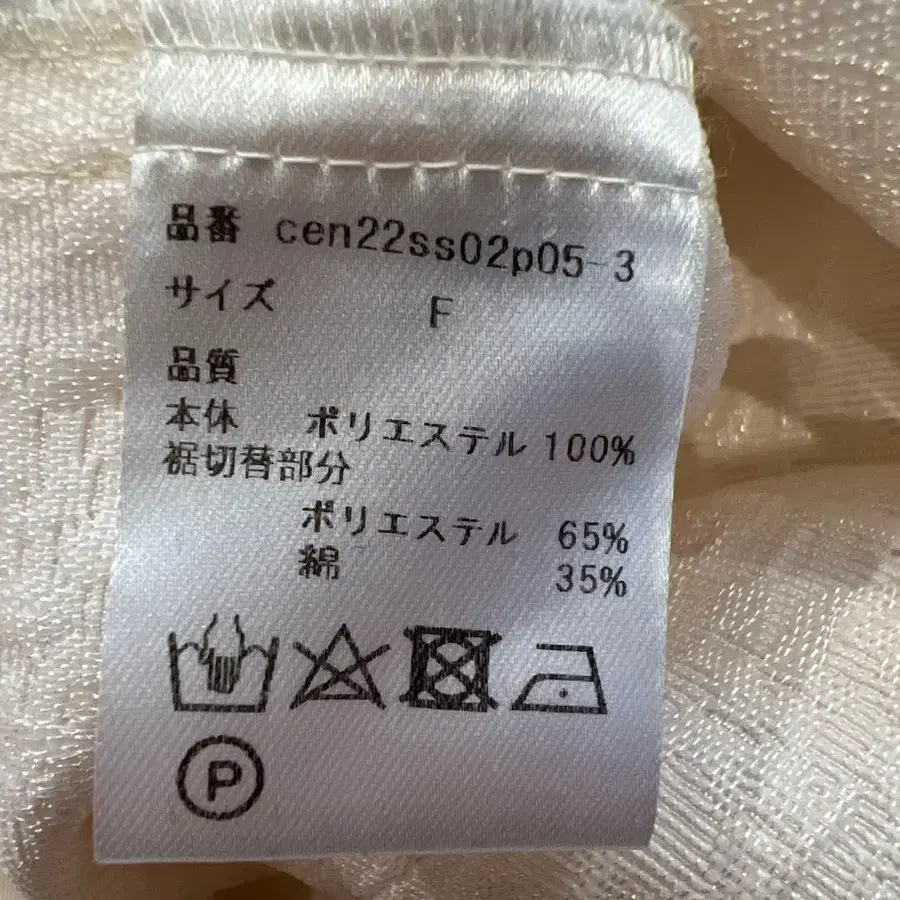 品番 cen22ss02p05-3
サイズ F
品質
本体 ポリエステル 100%
裾切替部分
ポリエステル 65%
綿 35%
P